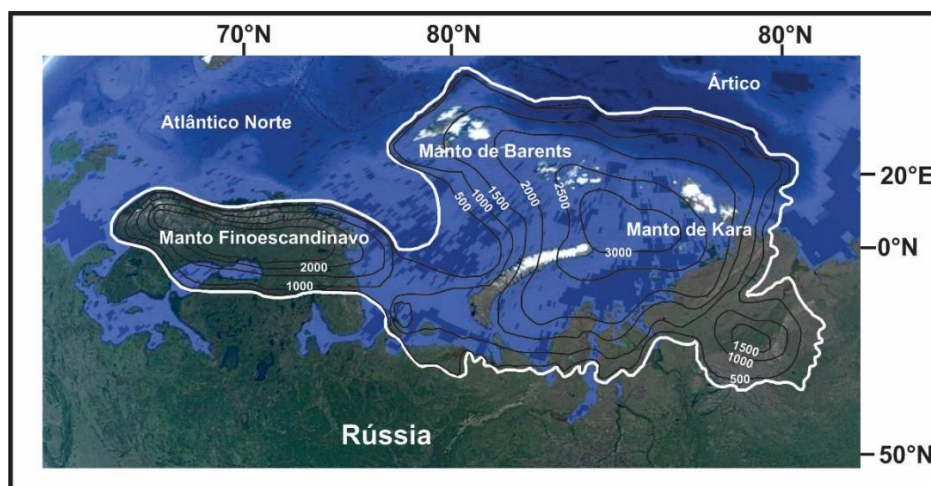 70°N
80°N
80°N
Ártico
Atlântico Norte
Manto de Barents
20°E
500
1000
1500
2000
2500
Manto Finoescandinavo
Manto de Kara
0°N
3000
2000
1000
1500
1000
500
Rússia
50°N